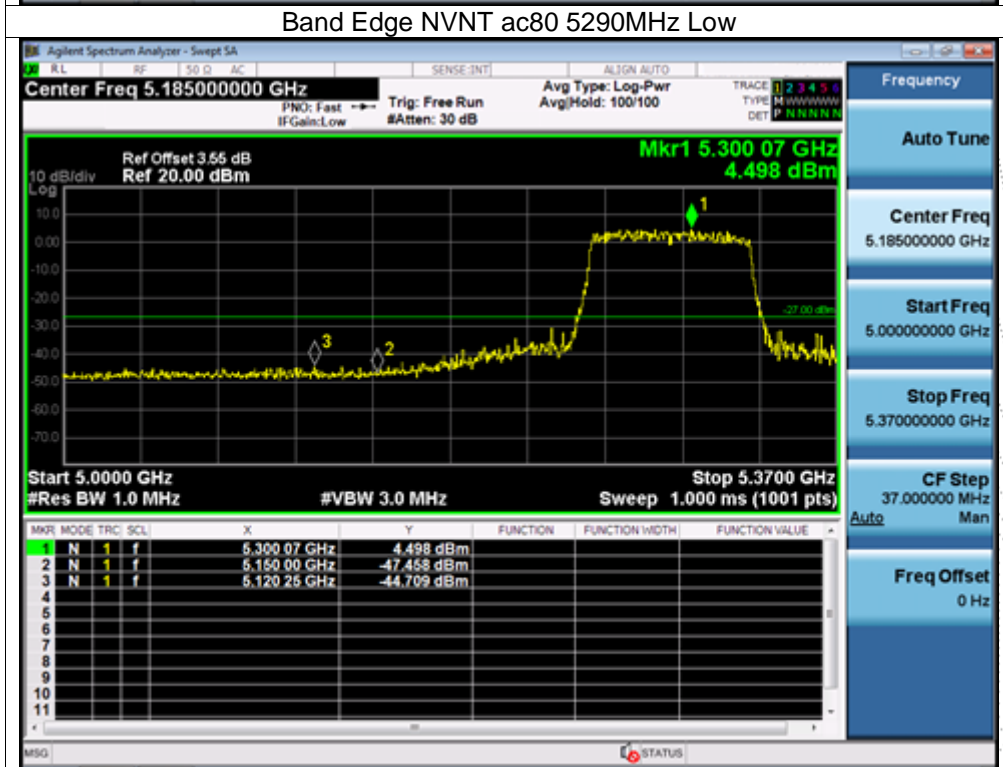 Band Edge NVNT ac80 5290MHz Low
Agilent Spectrum Analyzer - Swept SA
RL RF 50 Ω AC SENSE:INT ALIGN AUTO
Center Freq 5.185000000 GHz
PNO: Fast
IFGain:Low
Trig: Free Run
#Atten: 30 dB
Avg Type: Log-Pwr
Avg|Hold: 100/100
TRACE 1 2 3 4 5 6
TYPE M WWWWW
DET P N N N N N
Ref Offset 3.55 dB
Ref 20.00 dBm
10 dB/div
Log
Mkr1 5.300 07 GHz
4.498 dBm
10.0
0.00
-10.0
-20.0
-30.0
-40.0
-50.0
-60.0
-70.0
1
2
3
-27.00 dBm
Start 5.0000 GHz
Stop 5.3700 GHz
#Res BW 1.0 MHz
#VBW 3.0 MHz
Sweep 1.000 ms (1001 pts)
MKR MODE TRC SCL X Y FUNCTION FUNCTION WIDTH FUNCTION VALUE
1 N 1 f 5.300 07 GHz 4.498 dBm
2 N 1 f 5.150 00 GHz -47.458 dBm
3 N 1 f 5.120 25 GHz -44.709 dBm
4
5
6
7
8
9
10
11
MSG
STATUS
Frequency
Auto Tune
Center Freq
5.185000000 GHz
Start Freq
5.000000000 GHz
Stop Freq
5.370000000 GHz
CF Step
37.000000 MHz
Auto Man
Freq Offset
0 Hz